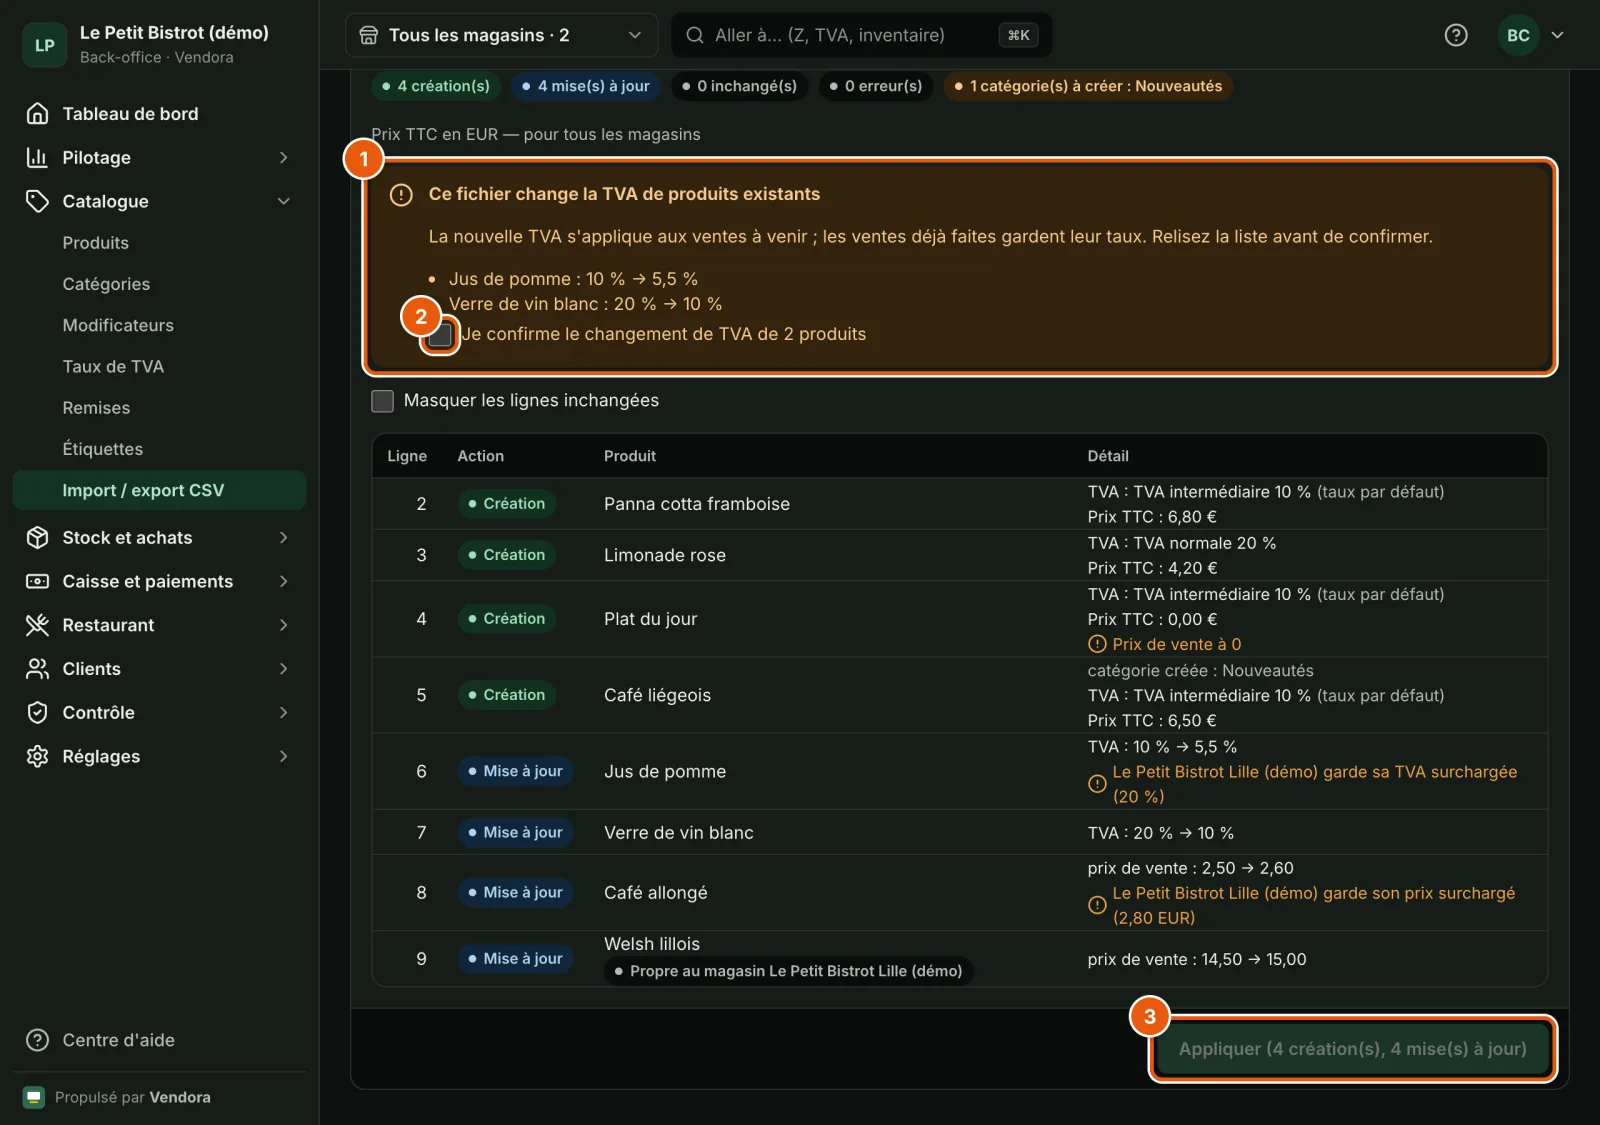 LP
Le Petit Bistrot (démo)
Back-office · Vendora
Tous les magasins · 2
Aller à... (Z, TVA, inventaire)
⌘K
BC
Tableau de bord
Pilotage
Catalogue
Produits
Catégories
Modificateurs
Taux de TVA
Remises
Étiquettes
Import / export CSV
Stock et achats
Caisse et paiements
Restaurant
Clients
Contrôle
Réglages
Centre d'aide
Propulsé par Vendora
4 création(s)
4 mise(s) à jour
0 inchangé(s)
0 erreur(s)
1 catégorie(s) à créer : Nouveautés
Prix TTC en EUR — pour tous les magasins
1
Ce fichier change la TVA de produits existants
La nouvelle TVA s'applique aux ventes à venir ; les ventes déjà faites gardent leur taux. Relisez la liste avant de confirmer.
• Jus de pomme : 10 % → 5,5 %
Verre de vin blanc : 20 % → 10 %
2
Je confirme le changement de TVA de 2 produits
Masquer les lignes inchangées
Ligne Action Produit Détail
2 Création Panna cotta framboise
TVA : TVA intermédiaire 10 % (taux par défaut)
Prix TTC : 6,80 €
3 Création Limonade rose
TVA : TVA normale 20 %
Prix TTC : 4,20 €
4 Création Plat du jour
TVA : TVA intermédiaire 10 % (taux par défaut)
Prix TTC : 0,00 €
Prix de vente à 0
5 Création Café liégeois
catégorie créée : Nouveautés
TVA : TVA intermédiaire 10 % (taux par défaut)
Prix TTC : 6,50 €
6 Mise à jour Jus de pomme
TVA : 10 % → 5,5 %
Le Petit Bistrot Lille (démo) garde sa TVA surchargée
(20 %)
7 Mise à jour Verre de vin blanc
TVA : 20 % → 10 %
8 Mise à jour Café allongé
prix de vente : 2,50 → 2,60
Le Petit Bistrot Lille (démo) garde son prix surchargé
(2,80 EUR)
9 Mise à jour Welsh lillois
Propre au magasin Le Petit Bistrot Lille (démo)
prix de vente : 14,50 → 15,00
3
Appliquer (4 création(s), 4 mise(s) à jour)